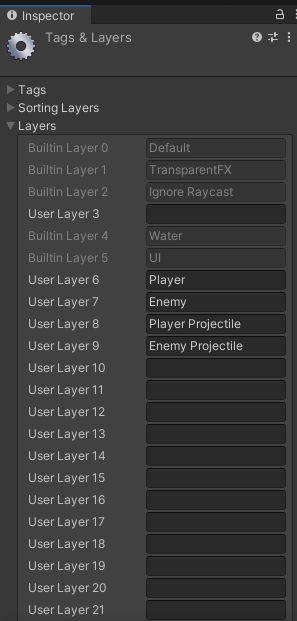 Inspector
Tags & Layers
Tags
Sorting Layers
Layers
Builtin Layer 0 Default
Builtin Layer 1 TransparentFX
Builtin Layer 2 Ignore Raycast
User Layer 3
Builtin Layer 4 Water
Builtin Layer 5 UI
User Layer 6 Player
User Layer 7 Enemy
User Layer 8 Player Projectile
User Layer 9 Enemy Projectile
User Layer 10
User Layer 11
User Layer 12
User Layer 13
User Layer 14
User Layer 15
User Layer 16
User Layer 17
User Layer 18
User Layer 19
User Layer 20
User Layer 21